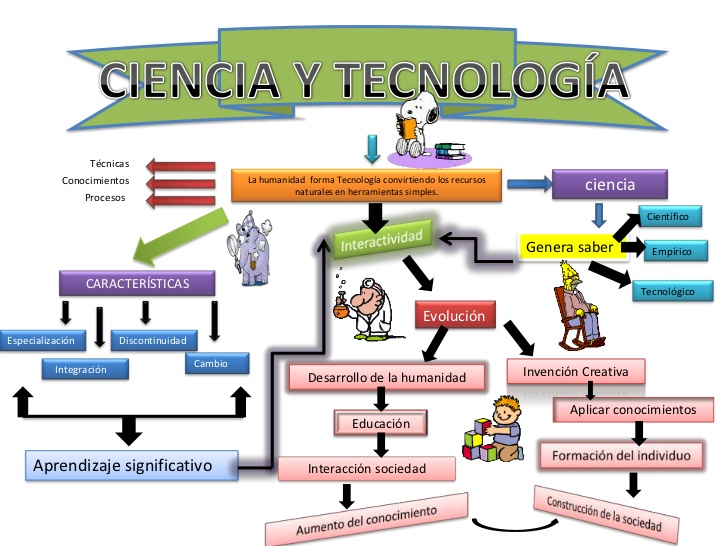 CIENCIA Y TECNOLOGÍA
Técnicas
Conocimientos
Procesos
La humanidad forma Tecnología convirtiendo los recursos
naturales en herramientas simples.
ciencia
Científico
Interactividad
Genera saber
Empírico
CARACTERÍSTICAS
Tecnológico
Evolución
Especialización
Discontinuidad
Integración
Cambio
Desarrollo de la humanidad
Invención Creativa
Aplicar conocimientos
Educación
Aprendizaje significativo
Interacción sociedad
Formación del individuo
Aumento del conocimiento
Construcción de la sociedad